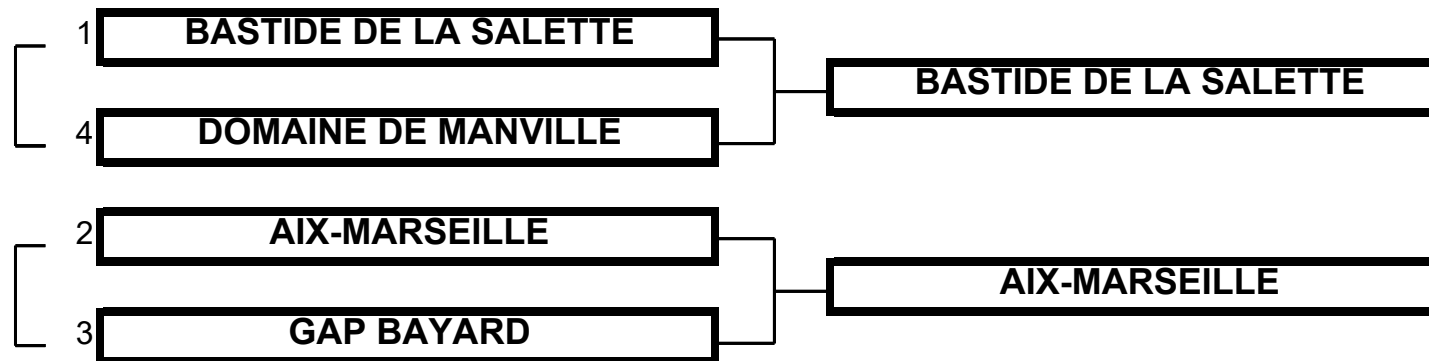 1 BASTIDE DE LA SALETTE
BASTIDE DE LA SALETTE
4 DOMAINE DE MANVILLE
2 AIX-MARSEILLE
AIX-MARSEILLE
3 GAP BAYARD